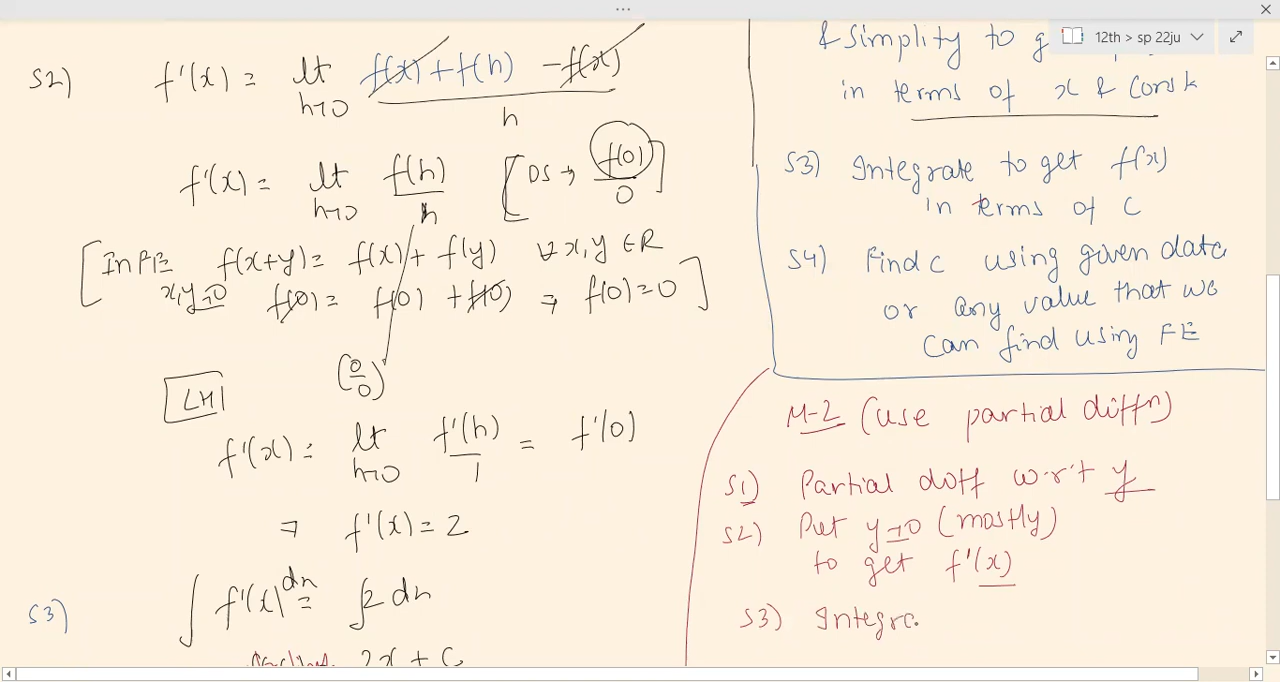 12th > sp 22ju
S2) f'(x) = lt h→0 f(x) + f(h) - f(x) / h
f'(x) = lt h→0 f(h) / h [DS → f(0) / 0]
[In FE f(x+y) = f(x) + f(y) ∀ x, y ∈ R
x, y → 0 f(0) = f(0) + f(0) ⇒ f(0) = 0]
(0/0)
LH
f'(x) = lt h→0 f'(h) / 1 = f'(0)
⇒ f'(x) = 2
S3) ∫ f'(x) dx = ∫ 2 dx
2x + C
& Simplity to g
in terms of x & Const
S3) Integrate to get f(x)
in terms of C
S4) Find C using given data
or any value that we
can find using FE
M-2 (use partial diffn)
S1) Partial diff w.r.t y
S2) Put y→0 (mostly)
to get f'(x)
S3) Integra